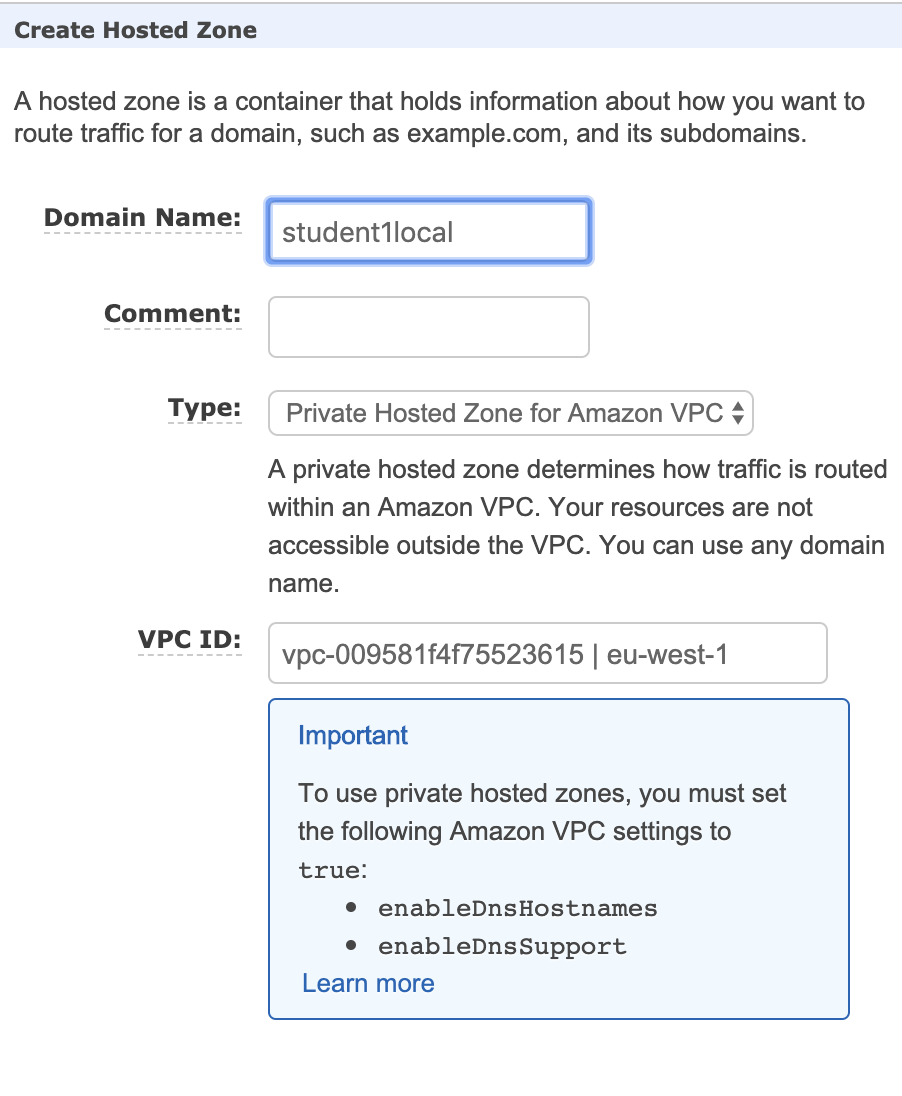 Create Hosted Zone
A hosted zone is a container that holds information about how you want to
route traffic for a domain, such as example.com, and its subdomains.
Domain Name: student1local
Comment:
Type: Private Hosted Zone for Amazon VPC
A private hosted zone determines how traffic is routed
within an Amazon VPC. Your resources are not
accessible outside the VPC. You can use any domain
name.
VPC ID: vpc-009581f4f75523615 | eu-west-1
Important
To use private hosted zones, you must set
the following Amazon VPC settings to
true:
• enableDnsHostnames
• enableDnsSupport
Learn more